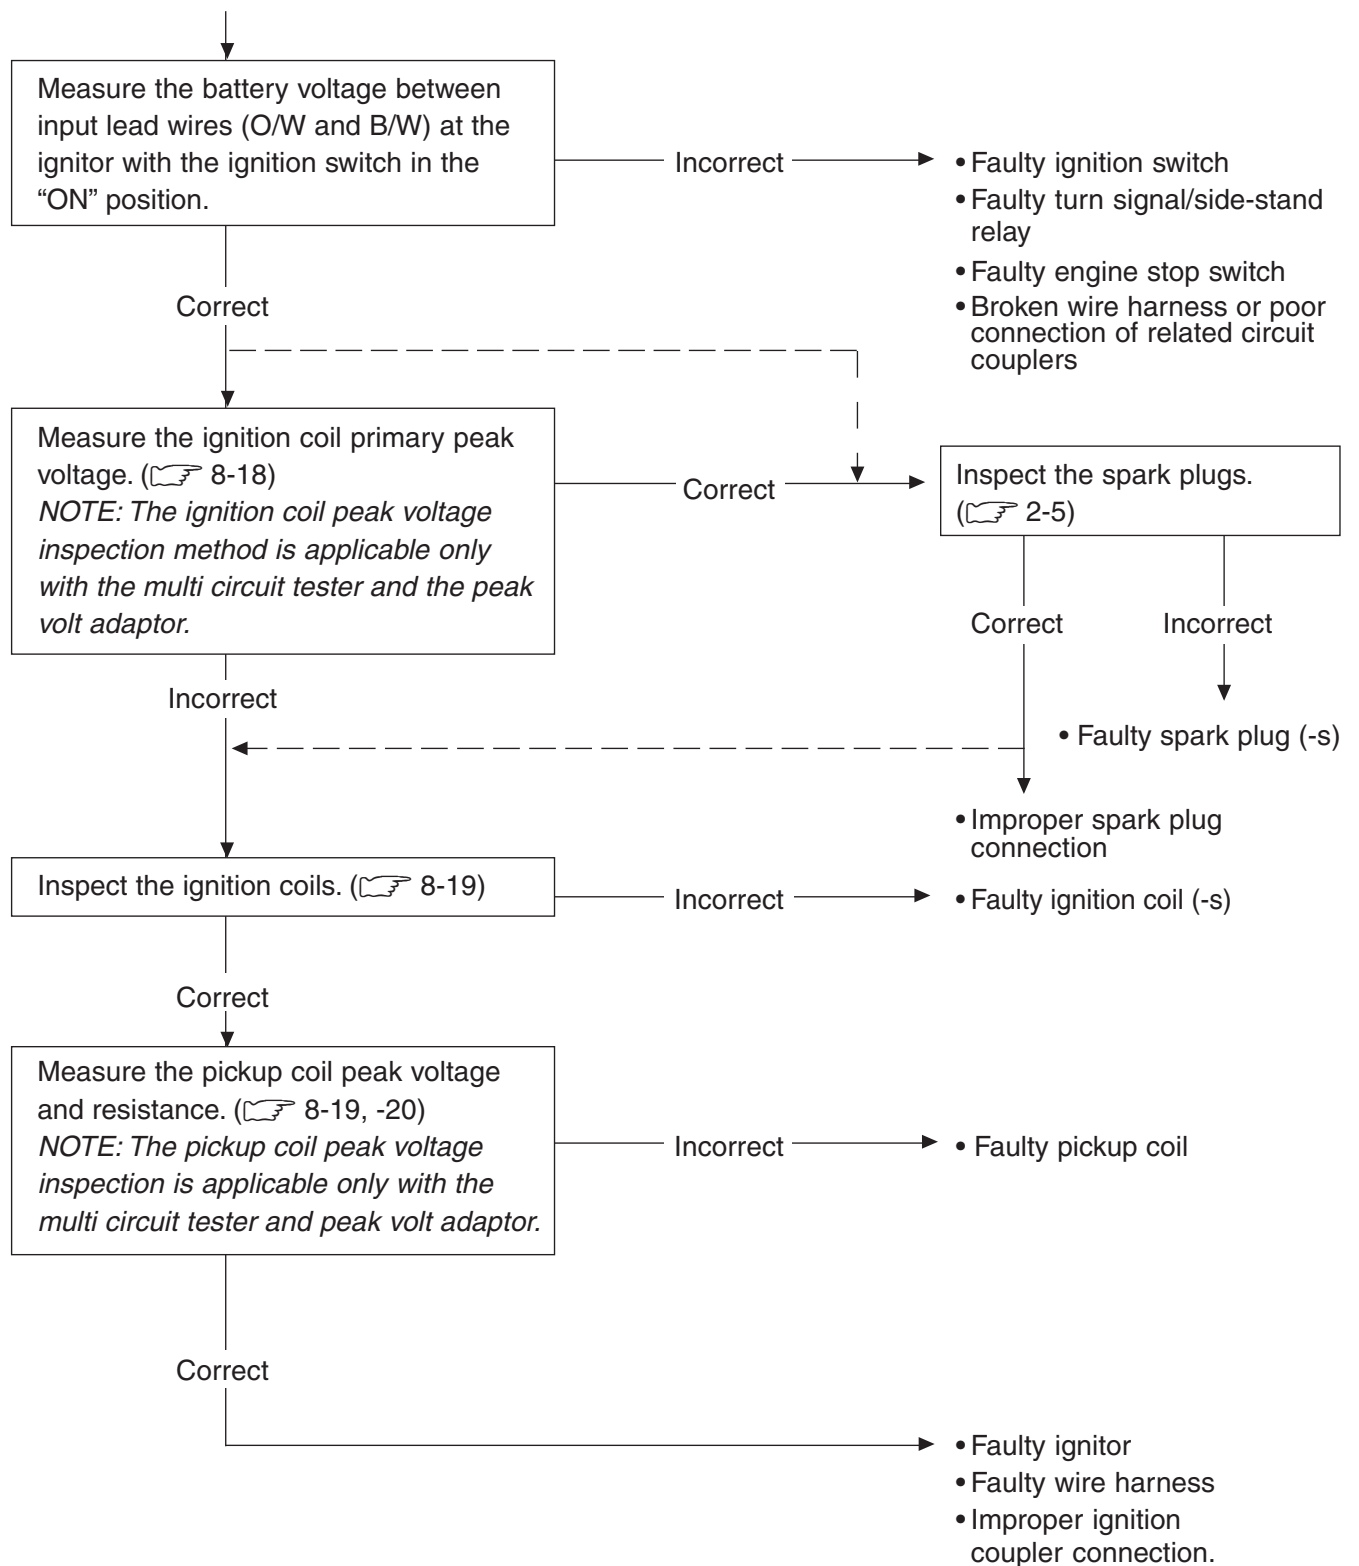 Measure the battery voltage between
input lead wires (O/W and B/W) at the
ignitor with the ignition switch in the
“ON” position.
Incorrect
• Faulty ignition switch
• Faulty turn signal/side-stand
relay
• Faulty engine stop switch
• Broken wire harness or poor
connection of related circuit
couplers
Correct
Measure the ignition coil primary peak
voltage. ( 8-18)
NOTE: The ignition coil peak voltage
inspection method is applicable only
with the multi circuit tester and the peak
volt adaptor.
Correct
Inspect the spark plugs.
( 2-5)
Correct
Incorrect
• Faulty spark plug (-s)
• Improper spark plug
connection
Incorrect
Inspect the ignition coils. ( 8-19)
Incorrect
• Faulty ignition coil (-s)
Correct
Measure the pickup coil peak voltage
and resistance. ( 8-19, -20)
NOTE: The pickup coil peak voltage
inspection is applicable only with the
multi circuit tester and peak volt adaptor.
Incorrect
• Faulty pickup coil
Correct
• Faulty ignitor
• Faulty wire harness
• Improper ignition
coupler connection.